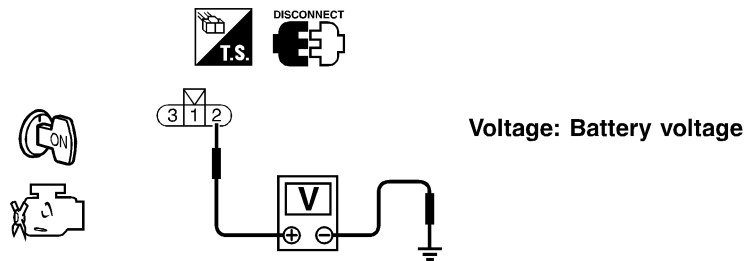 DISCONNECT
T.S.
3 1 2
ON
Voltage: Battery voltage
V
+ −